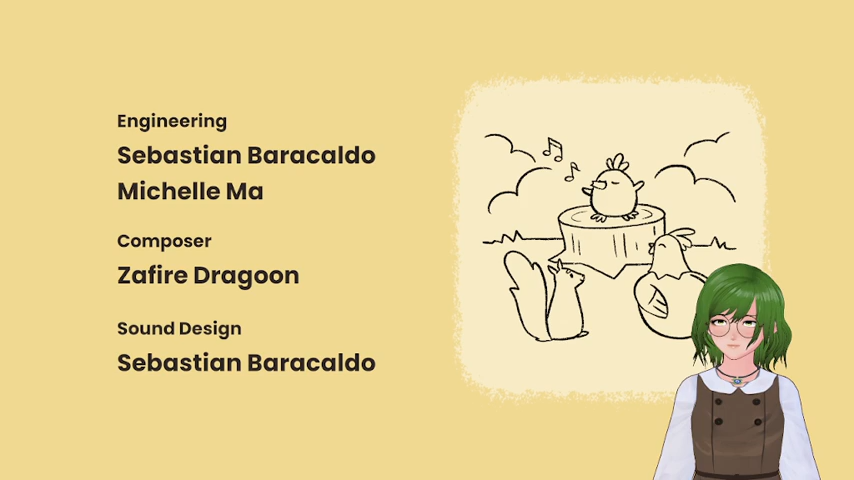 Engineering
Sebastian Baracaldo
Michelle Ma
Composer
Zafire Dragoon
Sound Design
Sebastian Baracaldo